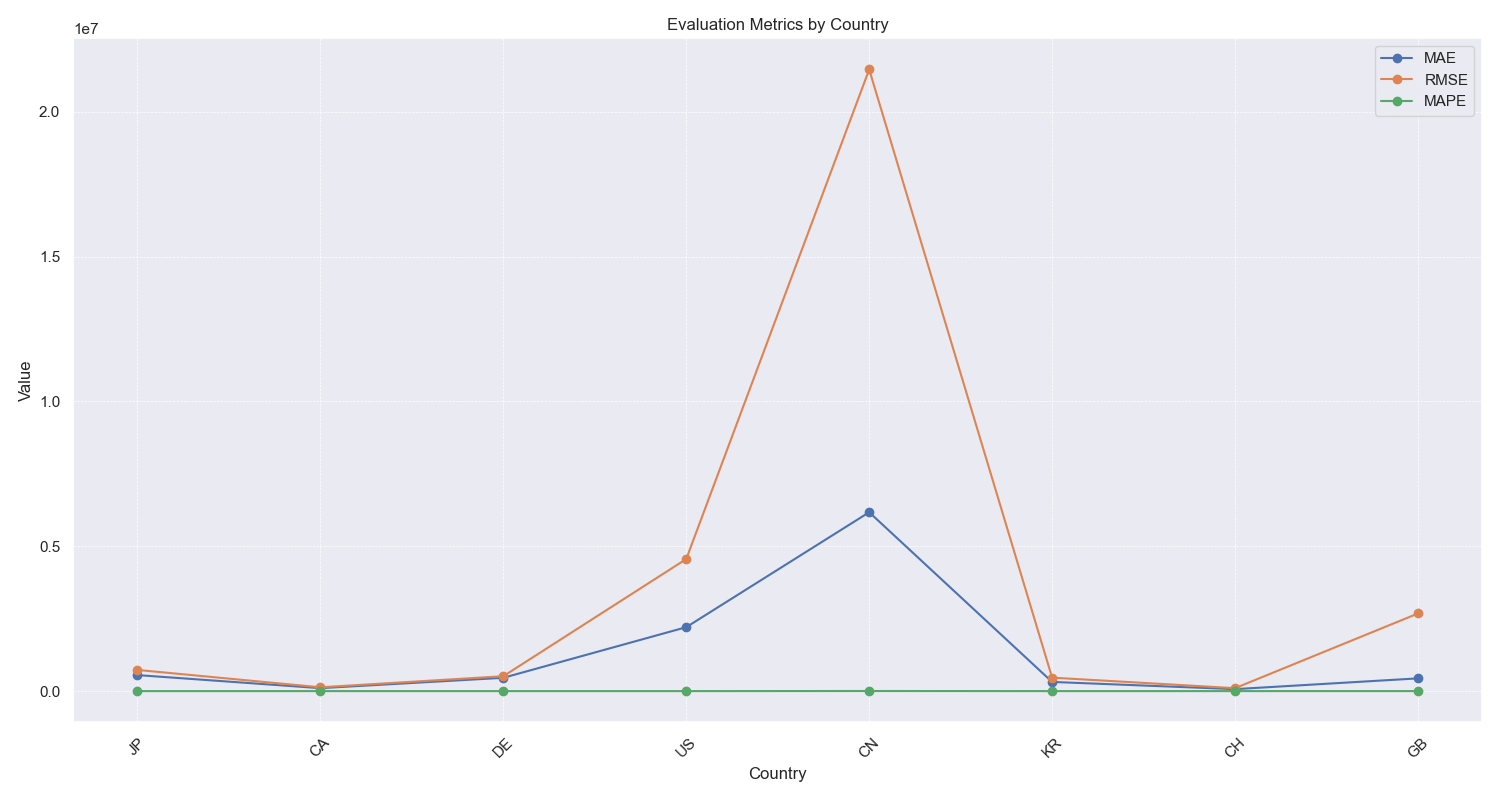 Evaluation Metrics by Country
1e7
MAE
RMSE
MAPE
2.0
1.5
1.0
0.5
0.0
Value
JP
CA
DE
US
CN
KR
CH
GB
Country